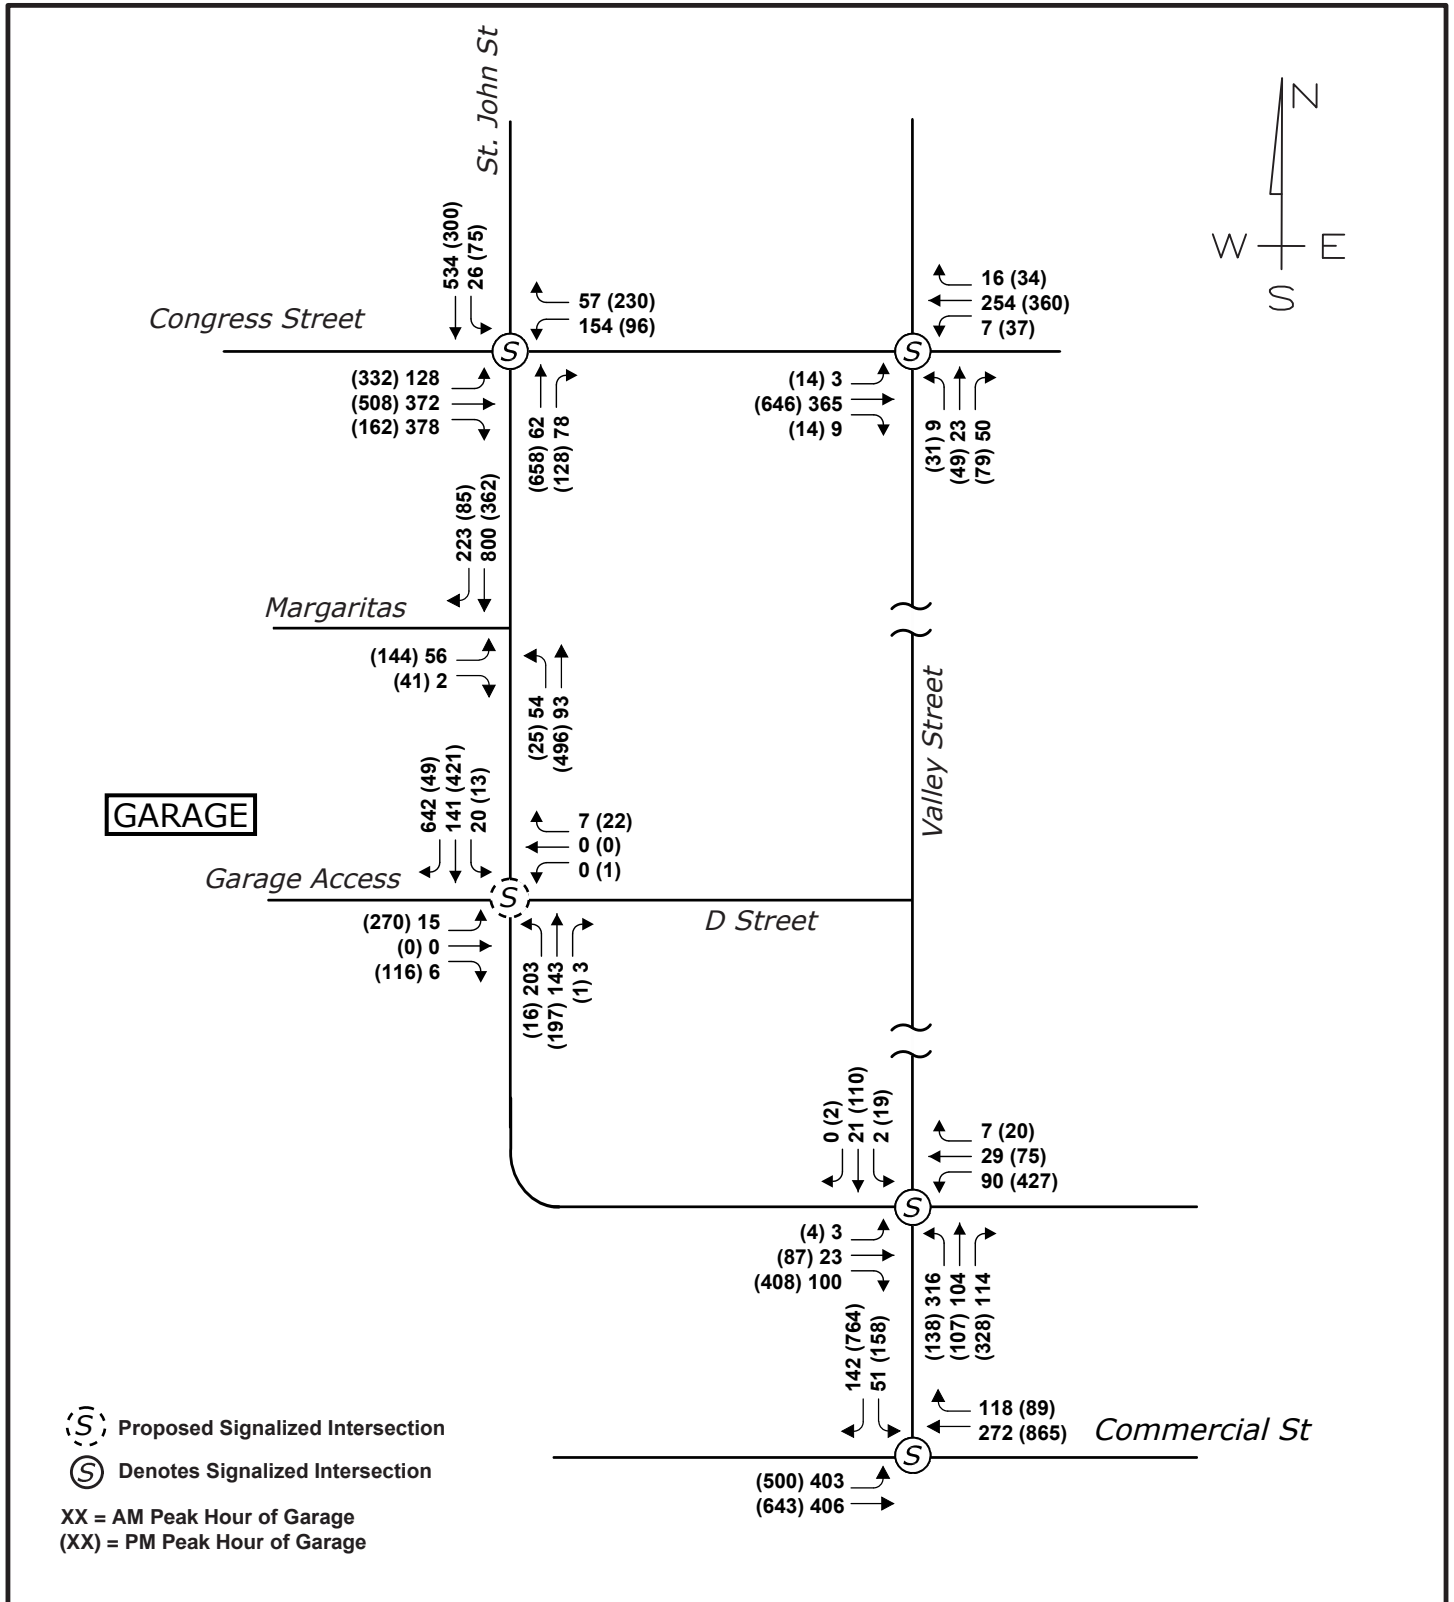 St. John St
N
W E
S
534 (300)
26 (75)
57 (230)
154 (96)
16 (34)
254 (360)
7 (37)
Congress Street
S
S
(332) 128
(508) 372
(162) 378
(658) 62
(128) 78
(14) 3
(646) 365
(14) 9
(31) 9
(49) 23
(79) 50
223 (85)
800 (362)
Margaritas
(144) 56
(41) 2
(25) 54
(496) 93
Valley Street
GARAGE
642 (49)
141 (421)
20 (13)
7 (22)
0 (0)
0 (1)
Garage Access
S
D Street
(270) 15
(0) 0
(116) 6
(16) 203
(197) 143
(1) 3
0 (2)
21 (110)
2 (19)
7 (20)
29 (75)
90 (427)
S
(4) 3
(87) 23
(408) 100
(138) 316
(107) 104
(328) 114
142 (764)
51 (158)
118 (89)
272 (865)
Commercial St
S
(500) 403
(643) 406
S Proposed Signalized Intersection
S Denotes Signalized Intersection
XX = AM Peak Hour of Garage
(XX) = PM Peak Hour of Garage